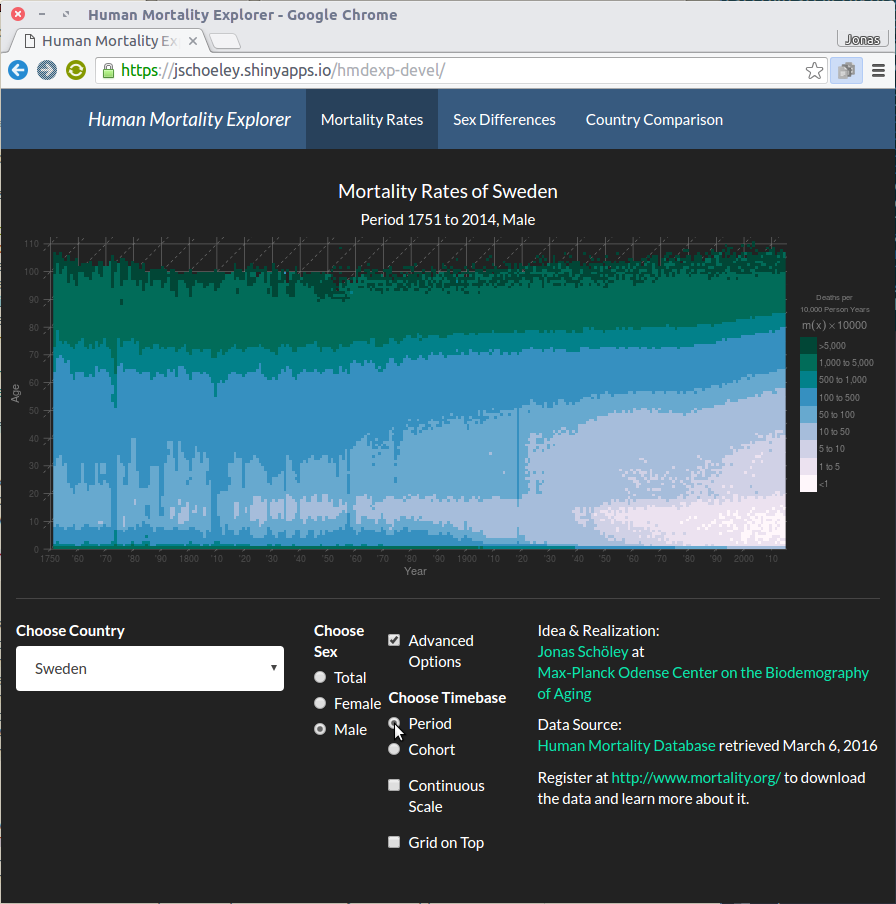 Human Mortality Explorer - Google Chrome
Human Mortality Ex
Jonas
https://jschoeley.shinyapps.io/hmdexp-devel/
Human Mortality Explorer
Mortality Rates
Sex Differences
Country Comparison
Mortality Rates of Sweden
Period 1751 to 2014, Male
110
100
90
80
70
60
50
40
30
20
10
0
Age
1750 '60 '70 '80 '90 1800 '10 '20 '30 '40 '50 '60 '70 '80 '90 1900 '10 '20 '30 '40 '50 '60 '70 '80 '90 2000 '10
Year
Deaths per
10,000 Person Years
m(x) × 10000
>5,000
1,000 to 5,000
500 to 1,000
100 to 500
50 to 100
10 to 50
5 to 10
1 to 5
<1
Choose Country
Sweden
Choose
Sex
Total
Female
Male
Advanced
Options
Choose Timebase
Period
Cohort
Continuous
Scale
Grid on Top
Idea & Realization:
Jonas Schöley at
Max-Planck Odense Center on the Biodemography
of Aging
Data Source:
Human Mortality Database retrieved March 6, 2016
Register at http://www.mortality.org/ to download
the data and learn more about it.